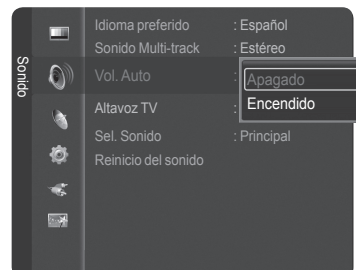 Sonido
Idioma preferido : Español
Sonido Multi-track : Estéreo
Vol. Auto : Apagado
Encendido
Altavoz TV :
Sel. Sonido : Principal
Reinicio del sonido